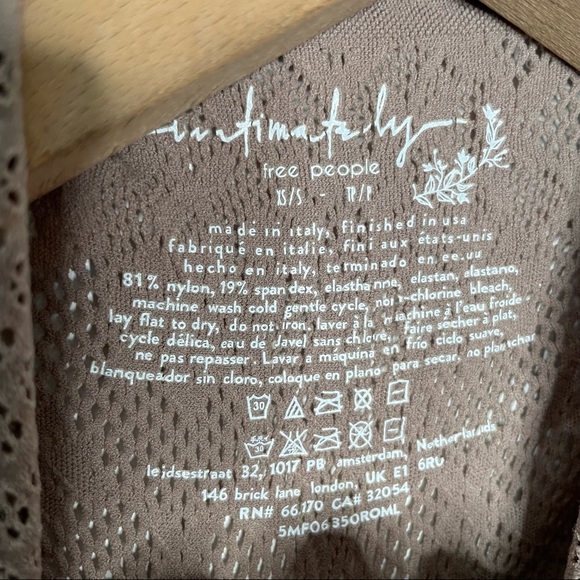 intimately
free people
XS/S - TP/P
made in italy, finished in usa
fabriqué en italie, fini aux états-unis
hecho en italy, terminado en ee.uu
81% nylon, 19% spandex, elasthanne, elastan, elastano,
machine wash cold gentle cycle, non-chlorine bleach,
lay flat to dry, do not iron, laver à la machine à l'eau froide -
cycle délica, eau de Javel sans chlore, faire secher à plat,
ne pas repasser. Lavar a maquina en frio ciclo suave,
blanqueador sin cloro, coloque en plano para secar, no planchar
30
30
leidsestraat 32, 1017 PB amsterdam, Netherlands
146 brick lane london, UK E1 6RU
RN# 66170 CA# 32054
5MF06350ROML